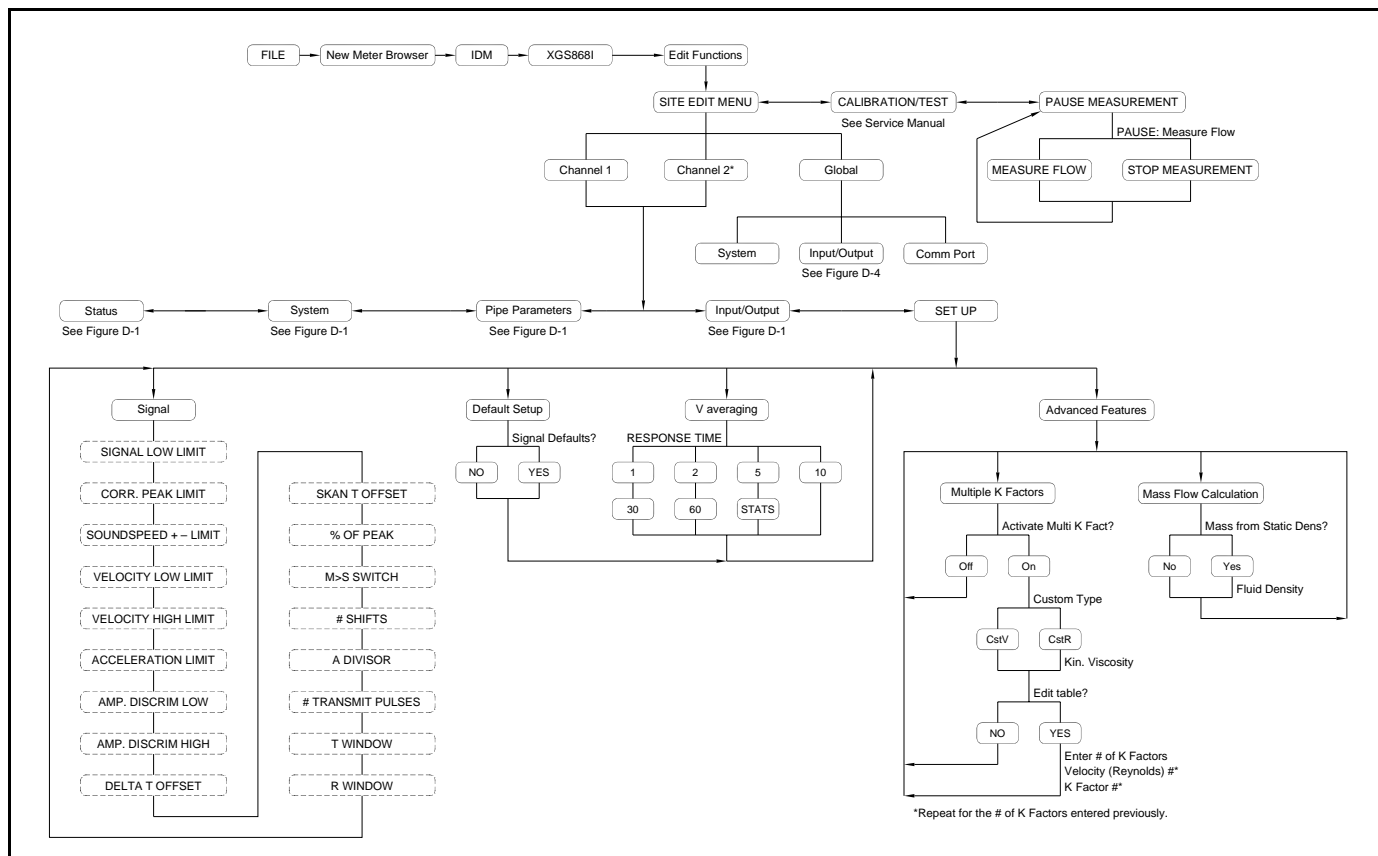 FILE
New Meter Browser
IDM
XGS868I
Edit Functions
SITE EDIT MENU
CALIBRATION/TEST
PAUSE MEASUREMENT
See Service Manual
PAUSE: Measure Flow
Channel 1
Channel 2*
Global
MEASURE FLOW
STOP MEASUREMENT
System
Input/Output
Comm Port
See Figure D-4
Status
System
Pipe Parameters
Input/Output
SET UP
See Figure D-1
See Figure D-1
See Figure D-1
See Figure D-1
Signal
SIGNAL LOW LIMIT
CORR. PEAK LIMIT
SOUNDSPEED + – LIMIT
VELOCITY LOW LIMIT
VELOCITY HIGH LIMIT
ACCELERATION LIMIT
AMP. DISCRIM LOW
AMP. DISCRIM HIGH
DELTA T OFFSET
SKAN T OFFSET
% OF PEAK
M>S SWITCH
# SHIFTS
A DIVISOR
# TRANSMIT PULSES
T WINDOW
R WINDOW
Default Setup
Signal Defaults?
NO
YES
V averaging
RESPONSE TIME
1
2
5
10
30
60
STATS
Advanced Features
Multiple K Factors
Activate Multi K Fact?
Off
On
Custom Type
CstV
CstR
Kin. Viscosity
Edit table?
NO
YES
Enter # of K Factors
Velocity (Reynolds) #*
K Factor #*
*Repeat for the # of K Factors entered previously.
Mass Flow Calculation
Mass from Static Dens?
No
Yes
Fluid Density